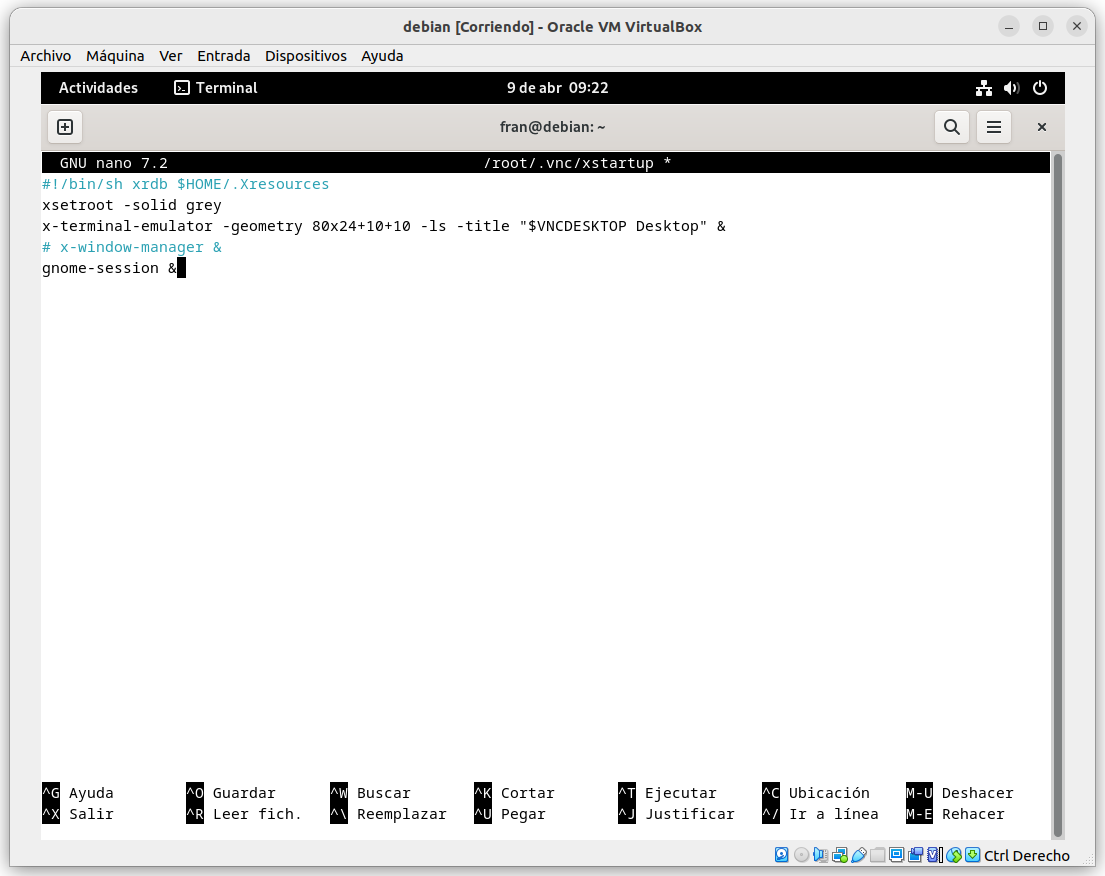 debian [Corriendo] - Oracle VM VirtualBox
Archivo Máquina Ver Entrada Dispositivos Ayuda
Actividades Terminal 9 de abr 09:22
fran@debian: ~
GNU nano 7.2 /root/.vnc/xstartup *
#!/bin/sh xrdb $HOME/.Xresources
xsetroot -solid grey
x-terminal-emulator -geometry 80x24+10+10 -ls -title "$VNCDESKTOP Desktop" &
# x-window-manager &
gnome-session &
^G Ayuda ^O Guardar ^W Buscar ^K Cortar ^T Ejecutar ^C Ubicación M-U Deshacer
^X Salir ^R Leer fich. ^\ Reemplazar ^U Pegar ^J Justificar ^/ Ir a línea M-E Rehacer
Ctrl Derecho